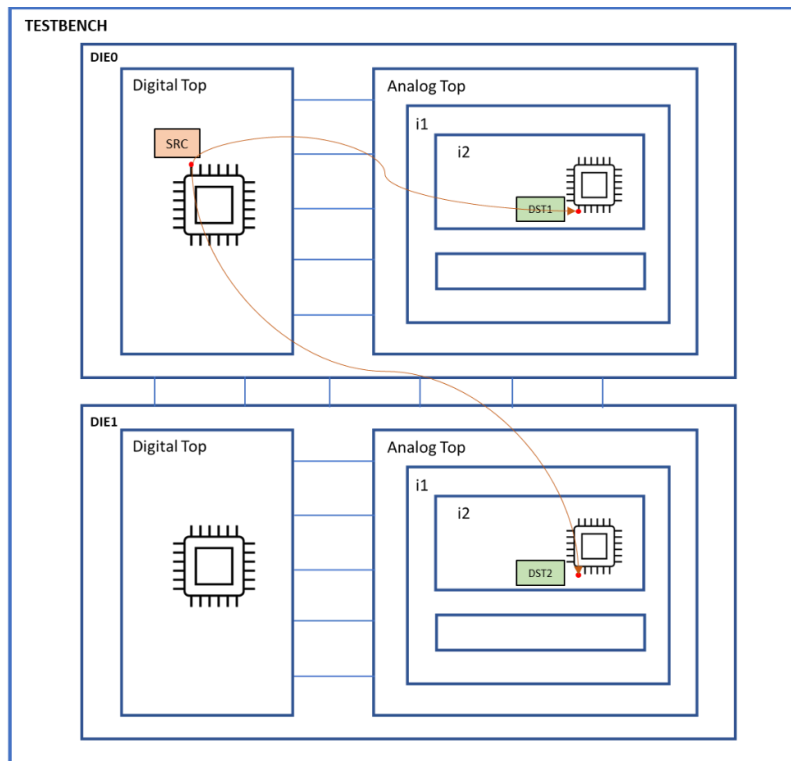 TESTBENCH
DIE0
Digital Top
Analog Top
i1
SRC
i2
DST1
DIE1
Digital Top
Analog Top
i1
i2
DST2